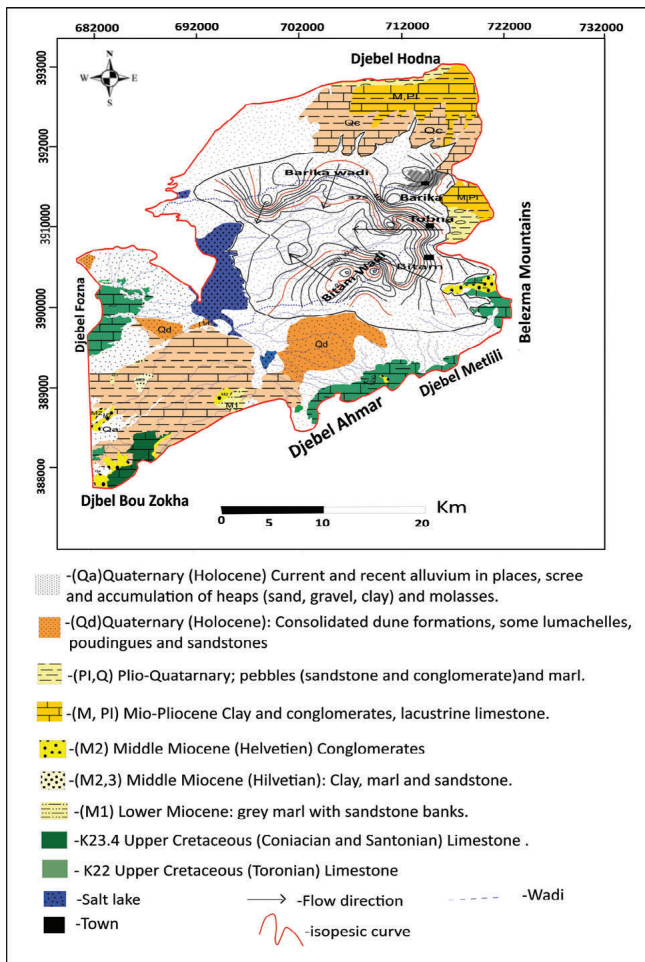 682000 692000 702000 712000 722000 732000
393000
392000
3910000
390000
389000
388000
N
W E
S
Djebel Hodna
M,PI
Qc
Qc
Barika wadi
Barika
M,PI
375
Tobna
Bitam
Bitam Wadi
Belezma Mountains
Djebel Fozna
Qd
Qd
M1
Qa
Djebel Metlili
Djebel Ahmar
Djbel Bou Zokha
Km
0 5 10 20
-(Qa)Quaternary (Holocene) Current and recent alluvium in places, scree
and accumulation of heaps (sand, gravel, clay) and molasses.
-(Qd)Quaternary (Holocene): Consolidated dune formations, some lumachelles,
poudingues and sandstones
-(PI,Q) Plio-Quatarnary; pebbles (sandstone and conglomerate)and marl.
-(M, PI) Mio-Pliocene Clay and conglomerates, lacustrine limestone.
-(M2) Middle Miocene (Helvetien) Conglomerates
-(M2,3) Middle Miocene (Hilvetian): Clay, marl and sandstone.
-(M1) Lower Miocene: grey marl with sandstone banks.
-K23.4 Upper Cretaceous (Coniacian and Santonian) Limestone .
- K22 Upper Cretaceous (Toronian) Limestone
-Salt lake -Flow direction -Wadi
-Town -isopesic curve